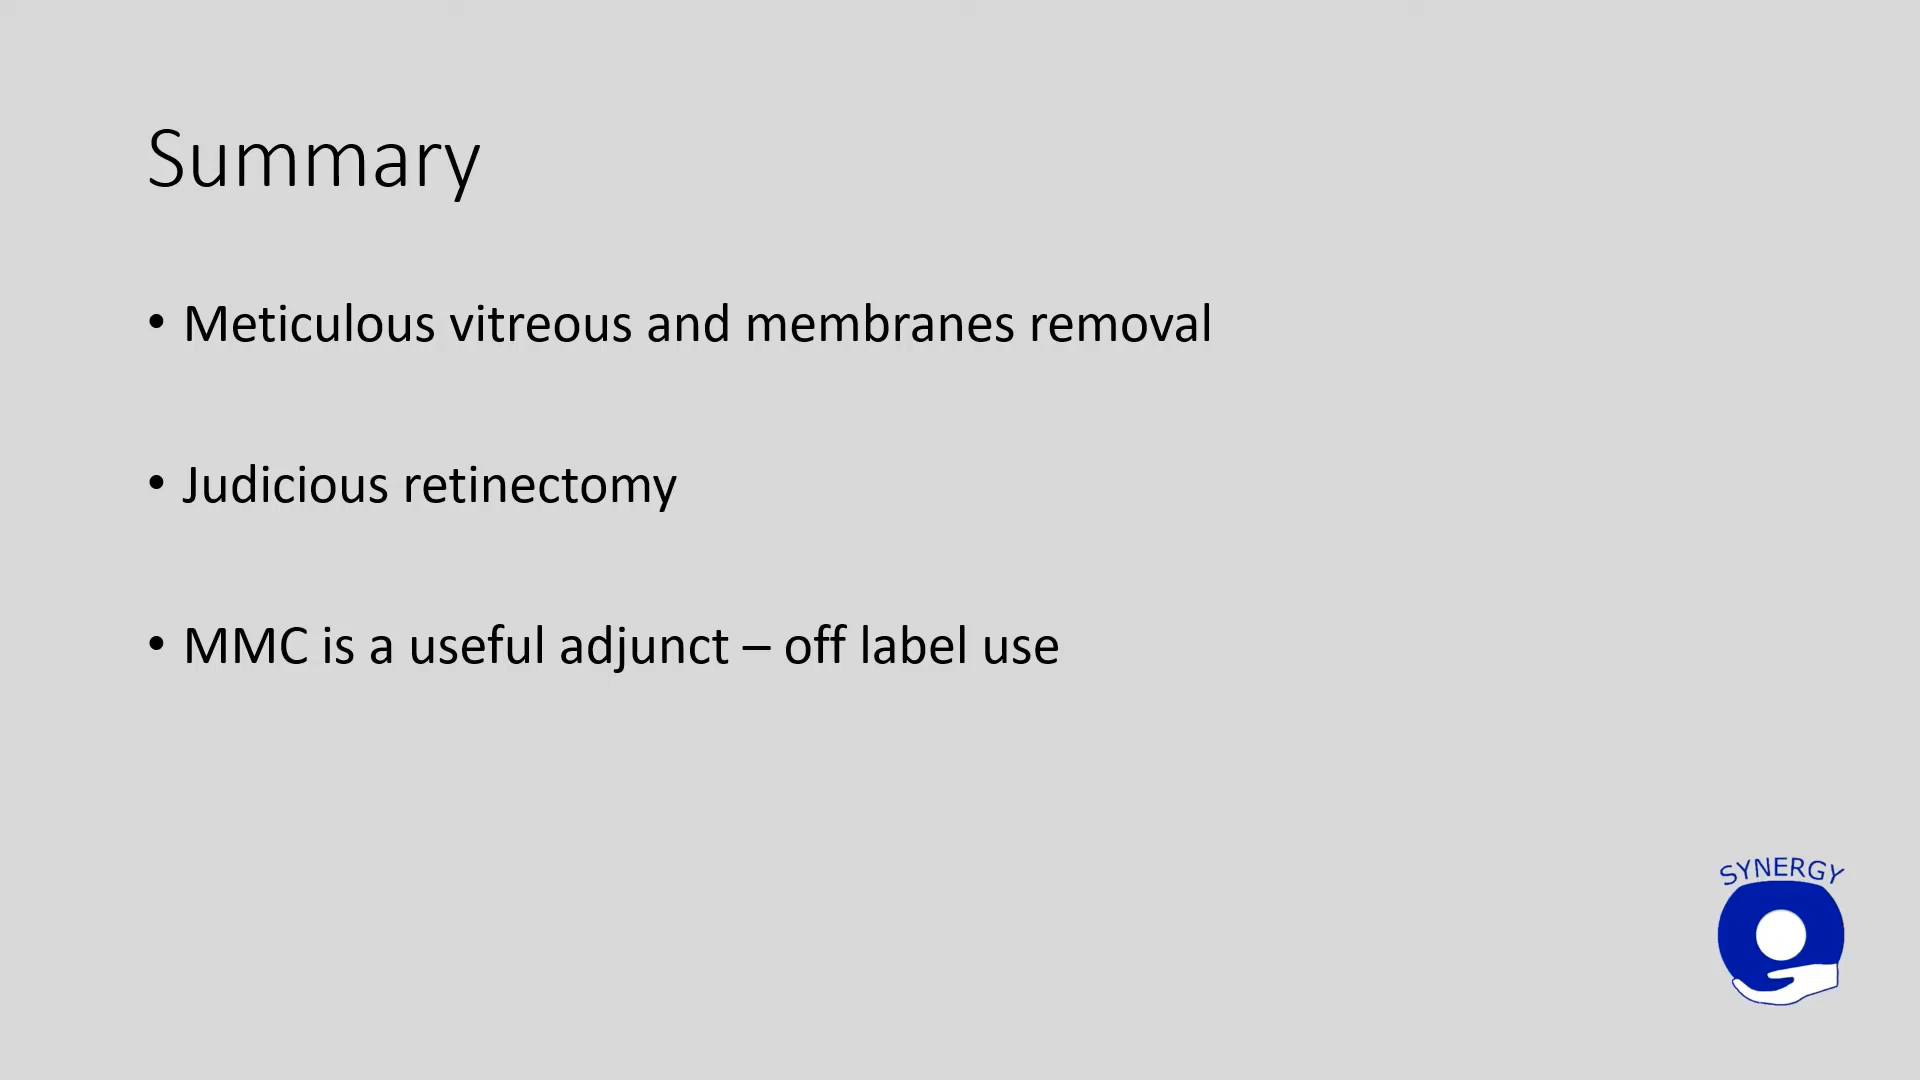 Summary
• Meticulous vitreous and membranes removal
• Judicious retinectomy
• MMC is a useful adjunct – off label use
SYNERGY